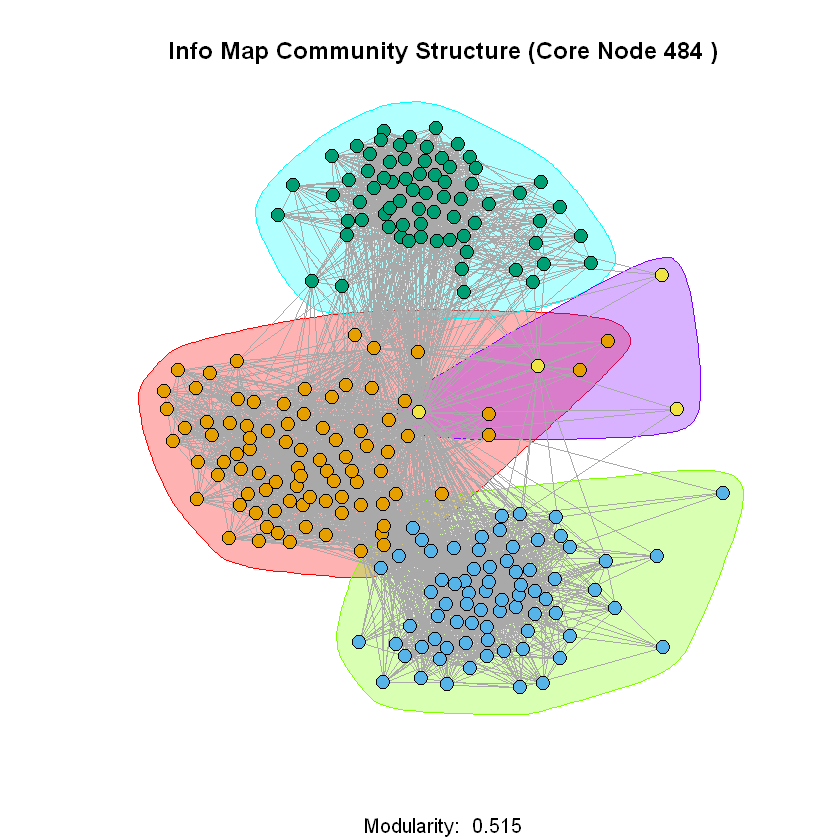 Info Map Community Structure (Core Node 484 )
Modularity:  0.515